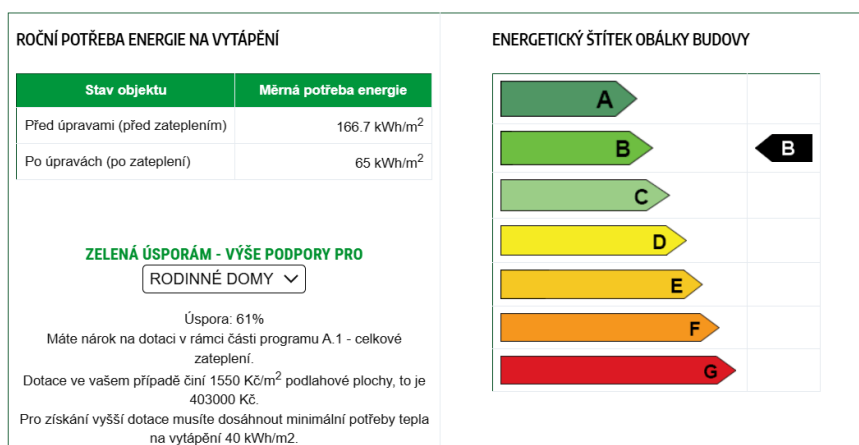 ROČNÍ POTŘEBA ENERGIE NA VYTÁPĚNÍ
Stav objektu Měrná potřeba energie
Před úpravami (před zateplením) 166.7 kWh/m²
Po úpravách (po zateplení) 65 kWh/m²
ZELENÁ ÚSPORÁM - VÝŠE PODPORY PRO
RODINNÉ DOMY
Úspora: 61%
Máte nárok na dotaci v rámci části programu A.1 - celkové
zateplení.
Dotace ve vašem případě činí 1550 Kč/m² podlahové plochy, to je
403000 Kč.
Pro získání vyšší dotace musíte dosáhnout minimální potřeby tepla
na vytápění 40 kWh/m2.
ENERGETICKÝ ŠTÍTEK OBÁLKY BUDOVY
A
B B
C
D
E
F
G